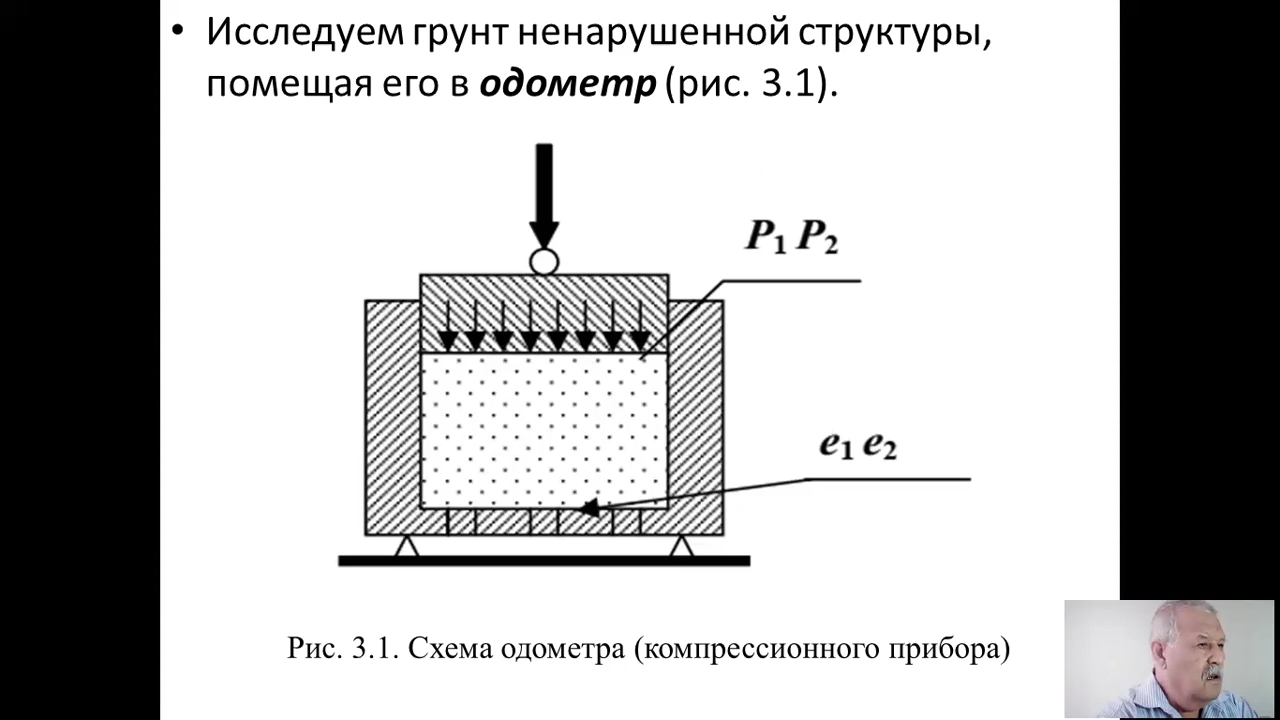 • Исследуем грунт ненарушенной структуры,
помещая его в одометр (рис. 3.1).
P₁ P₂
e₁ e₂
Рис. 3.1. Схема одометра (компрессионного прибора)